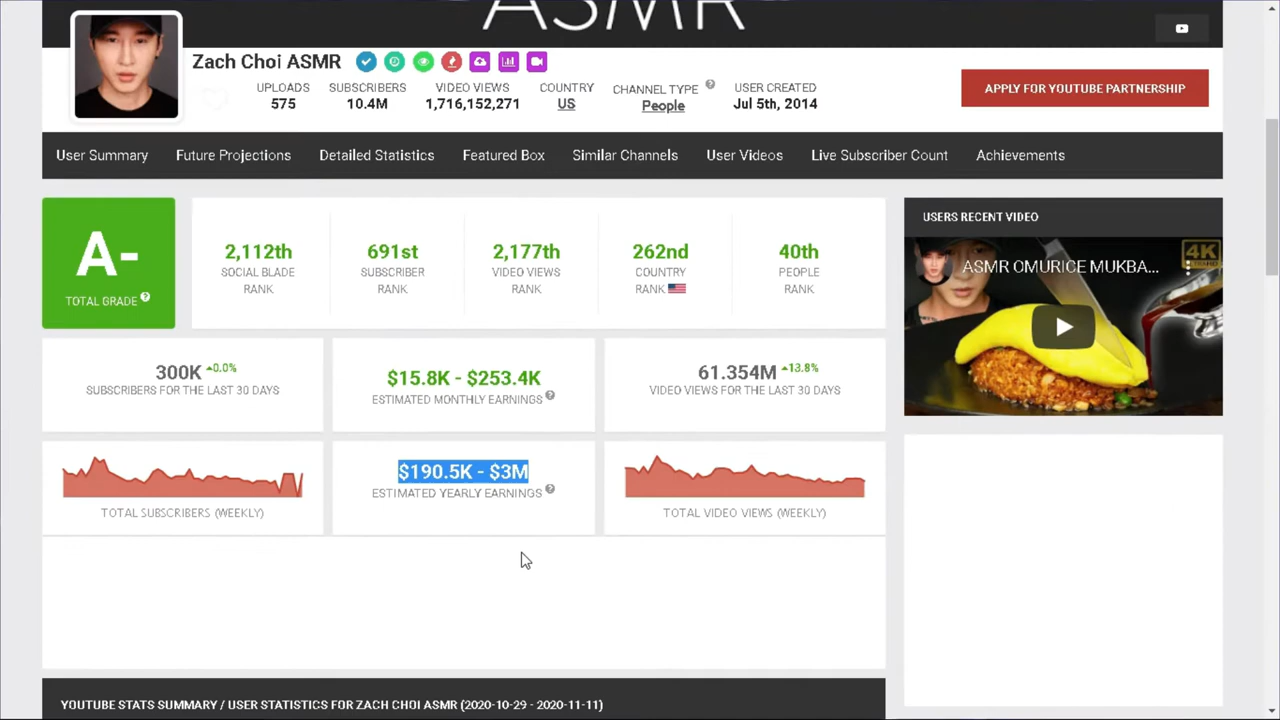 ASMR
Zach Choi ASMR
UPLOADS
575
SUBSCRIBERS
10.4M
VIDEO VIEWS
1,716,152,271
COUNTRY
US
CHANNEL TYPE
People
USER CREATED
Jul 5th, 2014
APPLY FOR YOUTUBE PARTNERSHIP
User Summary
Future Projections
Detailed Statistics
Featured Box
Similar Channels
User Videos
Live Subscriber Count
Achievements
A-
TOTAL GRADE
2,112th
SOCIAL BLADE
RANK
691st
SUBSCRIBER
RANK
2,177th
VIDEO VIEWS
RANK
262nd
COUNTRY
RANK
40th
PEOPLE
RANK
USERS RECENT VIDEO
ASMR OMURICE MUKBA...
4K
300K 0.0%
SUBSCRIBERS FOR THE LAST 30 DAYS
$15.8K - $253.4K
ESTIMATED MONTHLY EARNINGS
61.354M 13.8%
VIDEO VIEWS FOR THE LAST 30 DAYS
TOTAL SUBSCRIBERS (WEEKLY)
$190.5K - $3M
ESTIMATED YEARLY EARNINGS
TOTAL VIDEO VIEWS (WEEKLY)
YOUTUBE STATS SUMMARY / USER STATISTICS FOR ZACH CHOI ASMR (2020-10-29 - 2020-11-11)